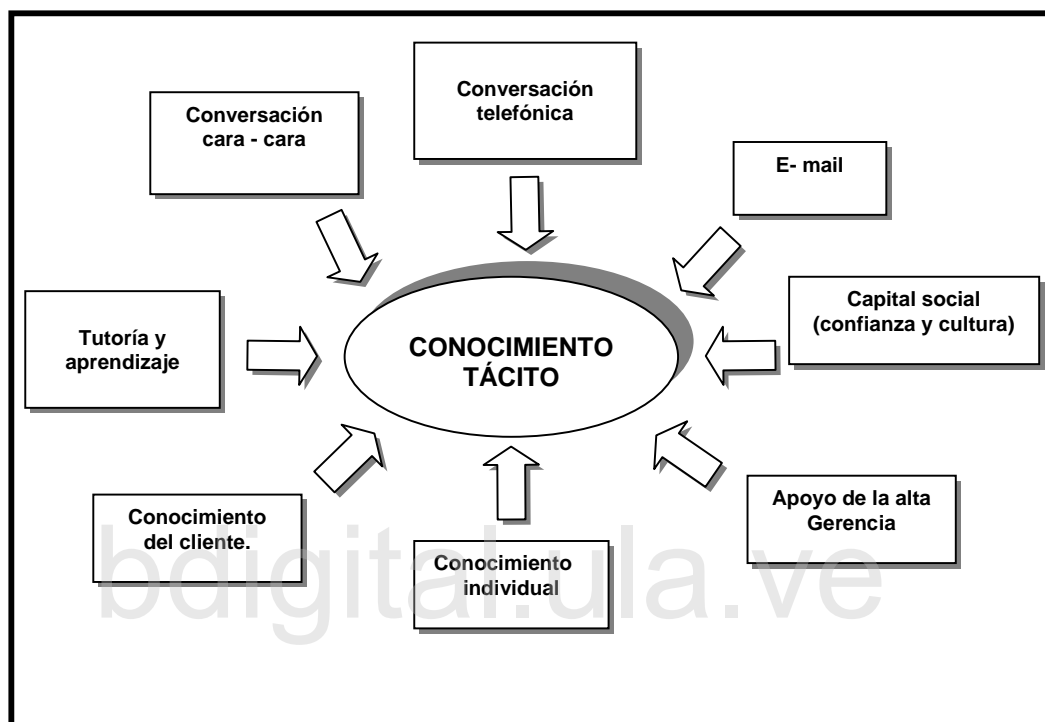 Conversación
telefónica
Conversación
cara - cara
E- mail
Capital social
(confianza y cultura)
Tutoría y
aprendizaje
CONOCIMIENTO
TÁCITO
Apoyo de la alta
Gerencia
Conocimiento
del cliente.
Conocimiento
individual
bdigital.ula.ve